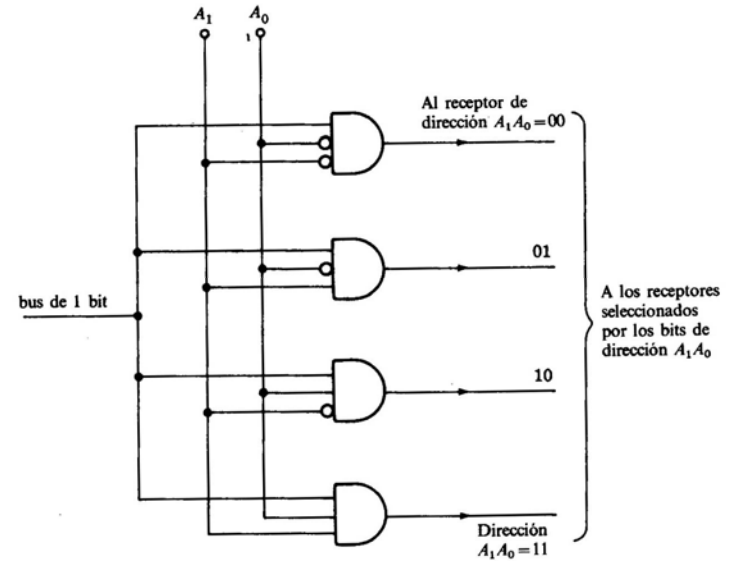 A₁ A₀
Al receptor de
dirección A₁A₀=00
01
bus de 1 bit
A los receptores
seleccionados
por los bits de
dirección A₁A₀
10
Dirección
A₁A₀=11